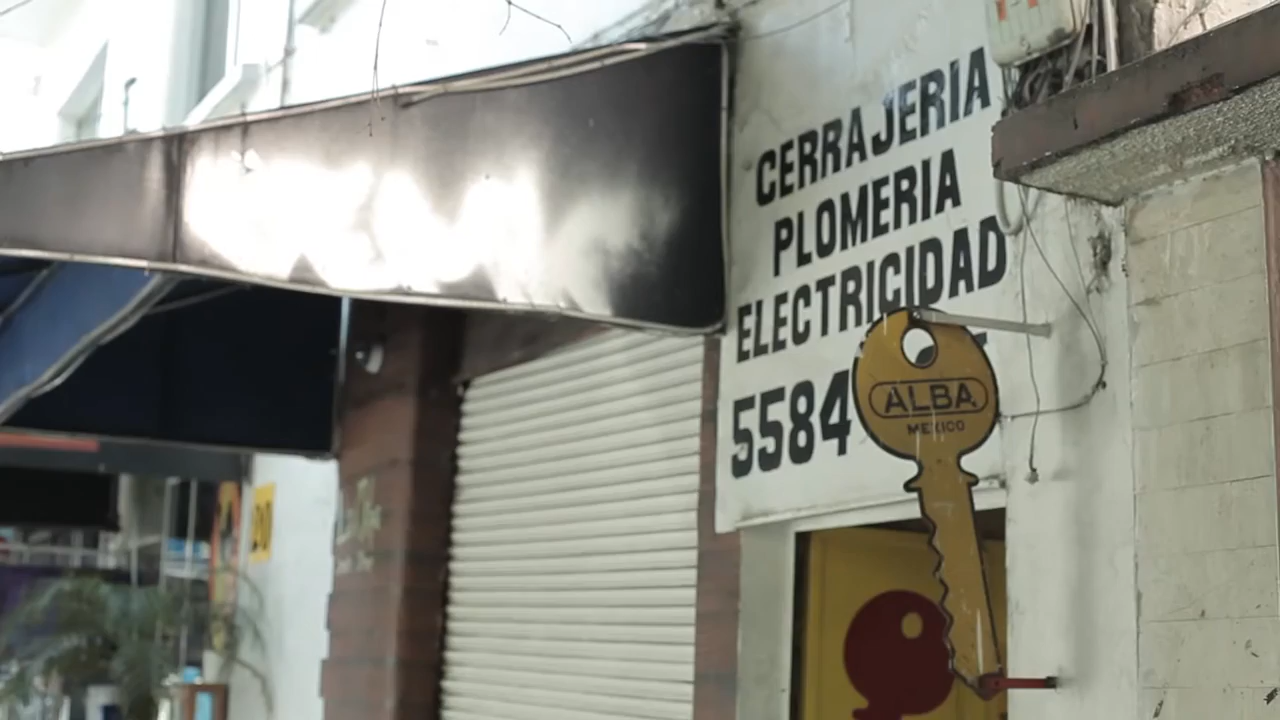 CERRAJERIA
PLOMERIA
ELECTRICIDAD
5584
ALBA
MEXICO